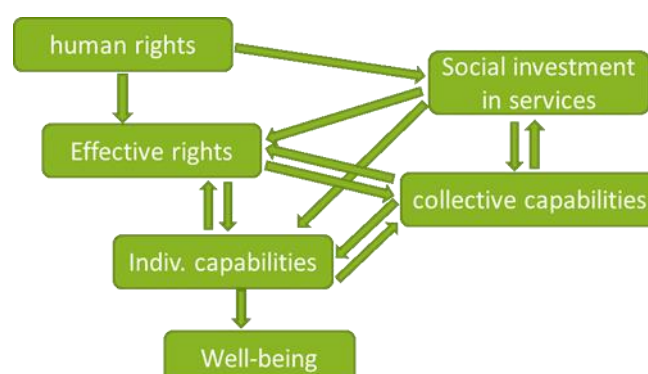 human rights
Social investment
in services
Effective rights
collective capabilities
Indiv. capabilities
Well-being